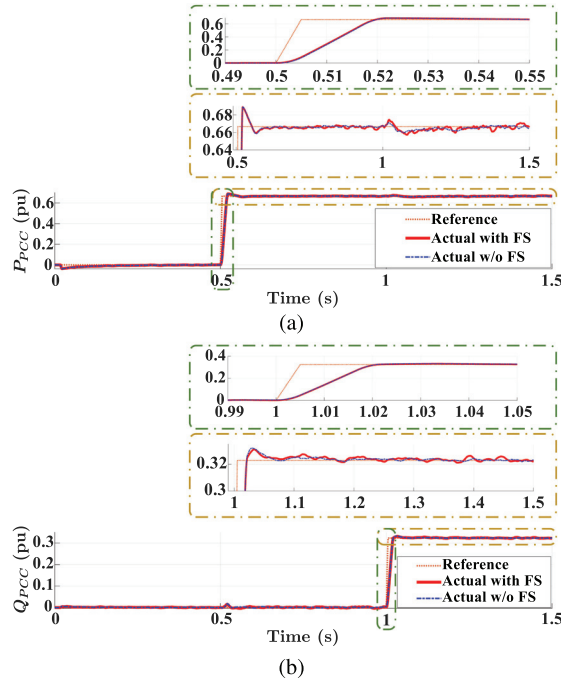 0.6
0.4
0.2
0
0.49 0.5 0.51 0.52 0.53 0.54 0.55
0.68
0.66
0.64
0.5 1 1.5
P_PCC (pu)
0.6
0.4
0.2
0
Reference
Actual with FS
Actual w/o FS
0 0.5 1 1.5
Time (s)
(a)
0.4
0.2
0
0.99 1 1.01 1.02 1.03 1.04 1.05
0.32
0.3
1 1.1 1.2 1.3 1.4 1.5
Q_PCC (pu)
0.3
0.2
0.1
0
Reference
Actual with FS
Actual w/o FS
0 0.5 1 1.5
Time (s)
(b)